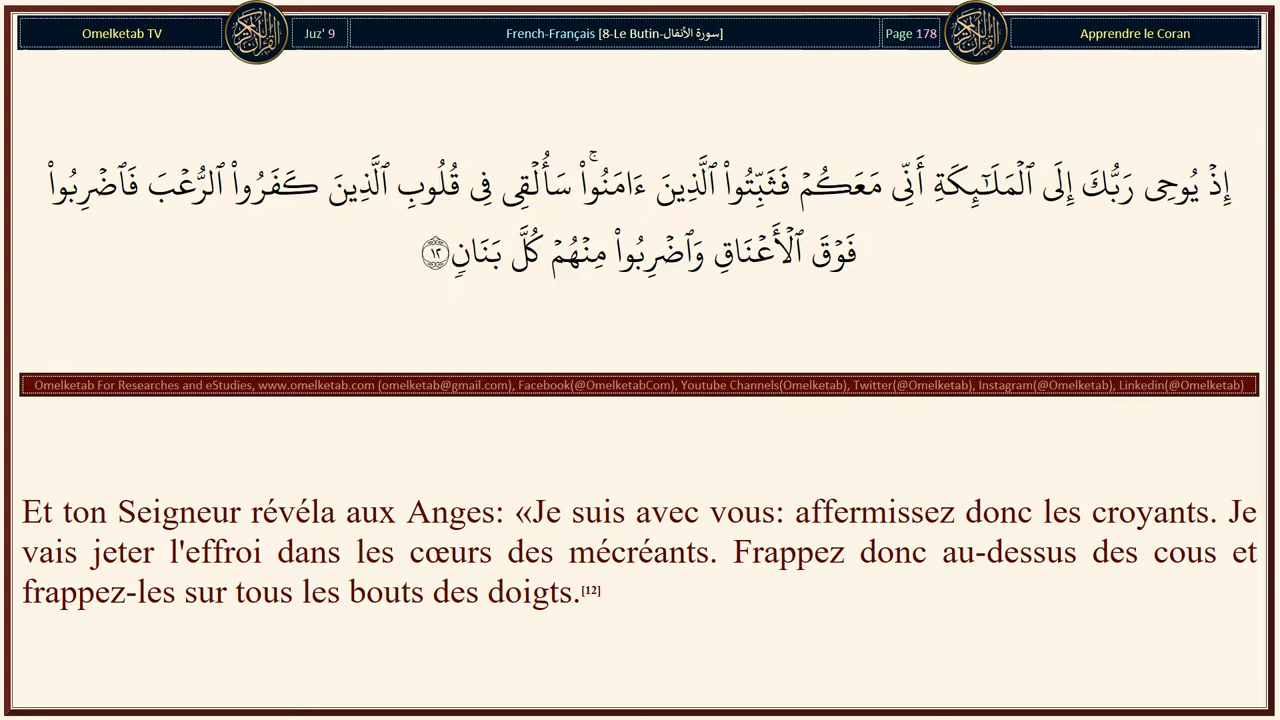 Omelketab TV
Juz' 9
French-Français [8-Le Butin-سورة الأنفال]
Page 178
Apprendre le Coran
إِذۡ يُوحِي رَبُّكَ إِلَى ٱلۡمَلَٰٓئِكَةِ أَنِّي مَعَكُمۡ فَثَبِّتُواْ ٱلَّذِينَ ءَامَنُواْۚ سَأُلۡقِي فِي قُلُوبِ ٱلَّذِينَ كَفَرُواْ ٱلرُّعۡبَ فَٱضۡرِبُواْ
فَوۡقَ ٱلۡأَعۡنَاقِ وَٱضۡرِبُواْ مِنۡهُمۡ كُلَّ بَنَانٖ ١٢
Omelketab For Researches and eStudies, www.omelketab.com (omelketab@gmail.com), Facebook(@OmelketabCom), Youtube Channels(Omelketab), Twitter(@Omelketab), Instagram(@Omelketab), Linkedin(@Omelketab)
Et ton Seigneur révéla aux Anges: «Je suis avec vous: affermissez donc les croyants. Je
vais jeter l'effroi dans les cœurs des mécréants. Frappez donc au-dessus des cous et
frappez-les sur tous les bouts des doigts.[12]